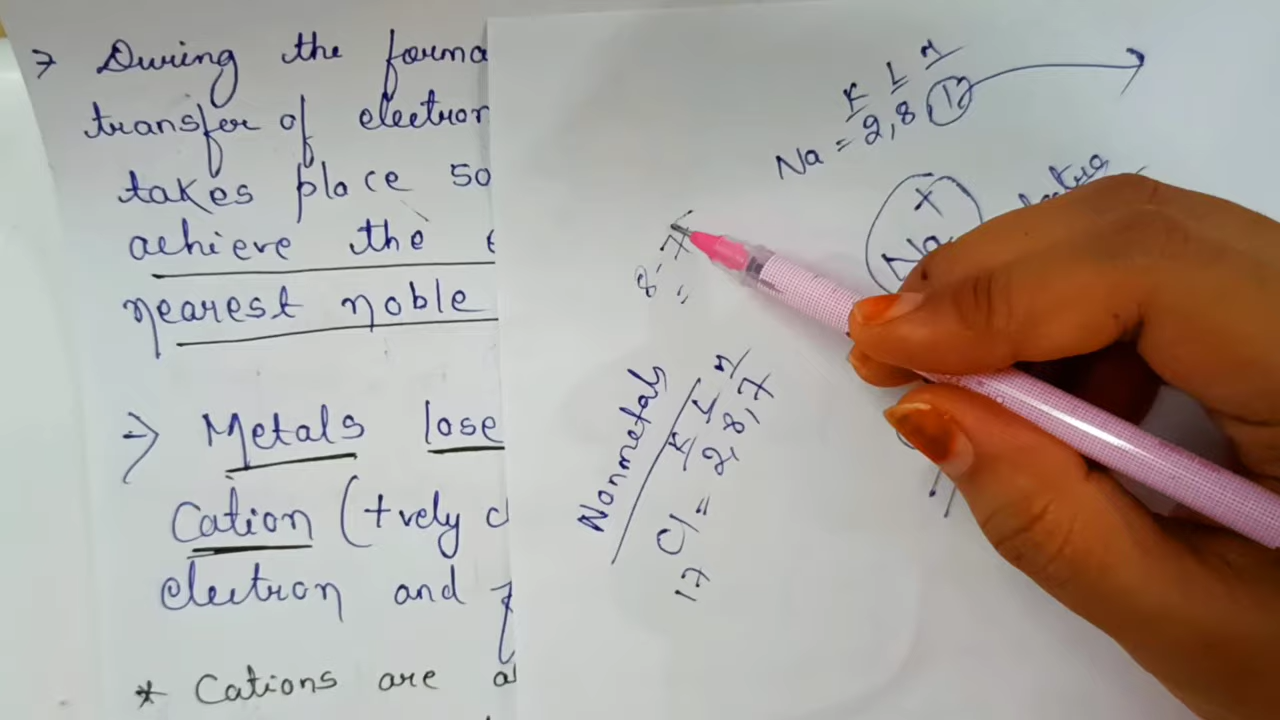 → During the forma
transfer of electron
takes place so
achieve the
nearest noble
→ Metals lose
Cation (+vely c
electron and
* Cations are a
K L M
Na = 2,8 1
+
Na
8-7
=
Nonmetals
K L M
17 Cl = 2,8,7